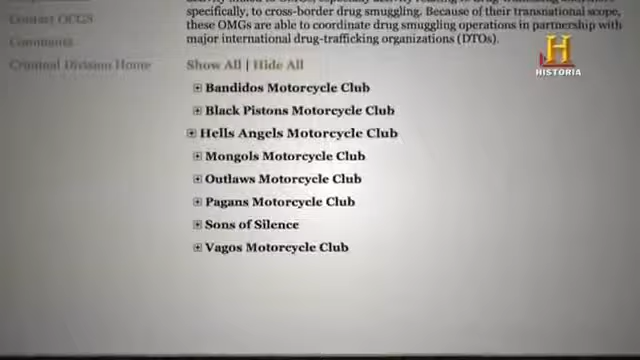 specifically, to cross-border drug smuggling. Because of their transnational scope,
these OMGs are able to coordinate drug smuggling operations in partnership with
major international drug-trafficking organizations (DTOs).
Contact OCGS
Comments
Criminal Division Home
Show All | Hide All
Bandidos Motorcycle Club
Black Pistons Motorcycle Club
Hells Angels Motorcycle Club
Mongols Motorcycle Club
Outlaws Motorcycle Club
Pagans Motorcycle Club
Sons of Silence
Vagos Motorcycle Club
H
HISTORIA